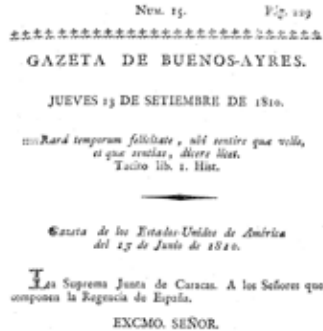 Num. 15. Pág. 229
GAZETA DE BUENOS-AYRES.
JUEVES 13 DE SETIEMBRE DE 1810.
Rará temporum felicitate, ubi sentire quæ velis,
et quæ sentias, dicere licet.
Tacito lib. 1. Hist.
Gazeta de los Estados-Unidos de América
del 15 de Junio de 1810.
La Suprema Junta de Caracas. A los Señores que
componen la Regencia de España.
EXCMO. SEÑOR.